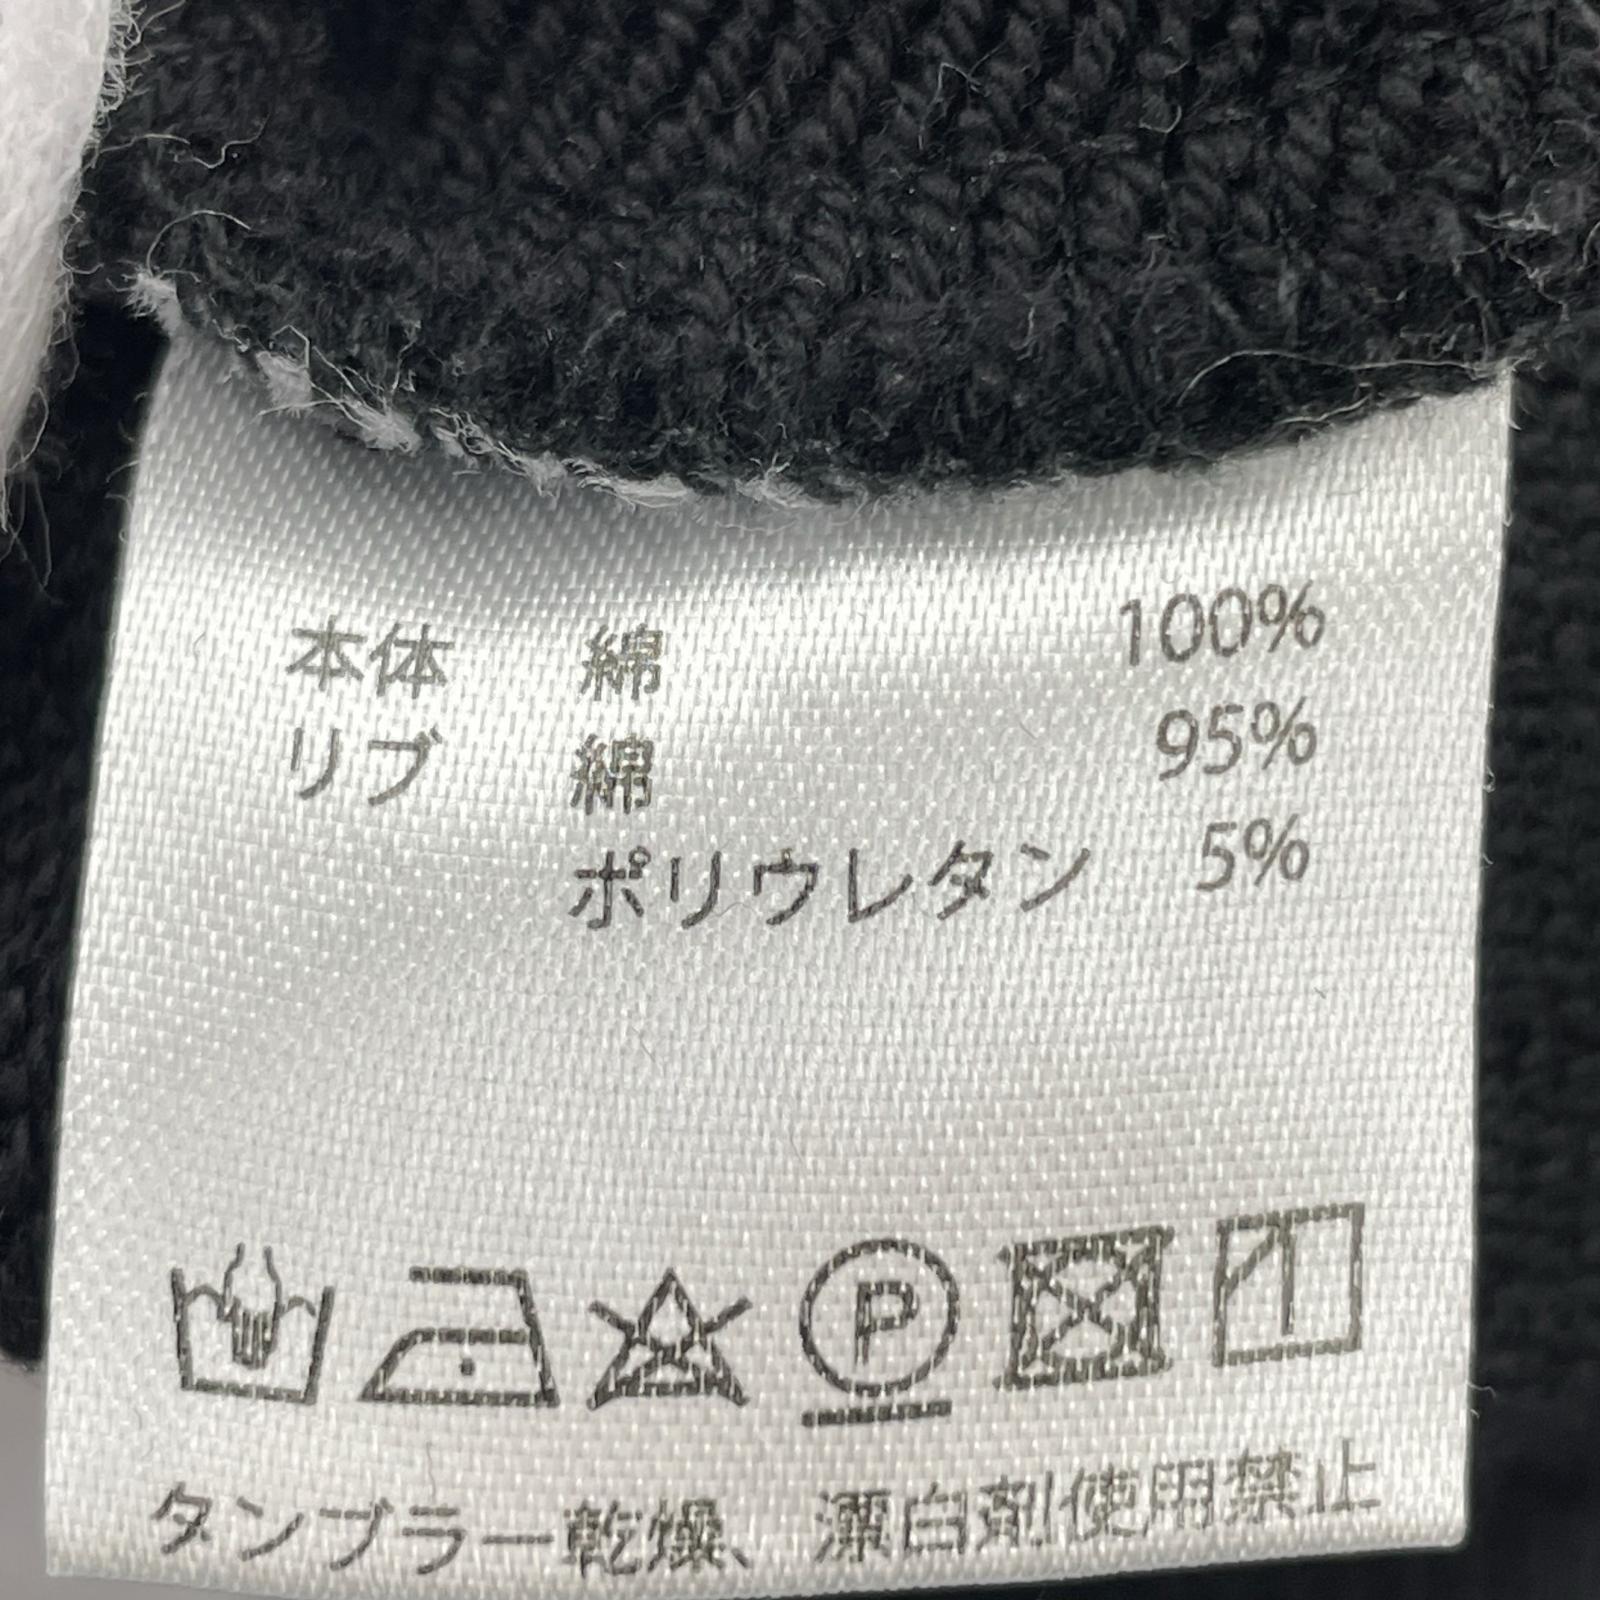 本体 綿 100%
リブ 綿 95%
ポリウレタン 5%
P
タンブラー乾燥、漂白剤使用禁止